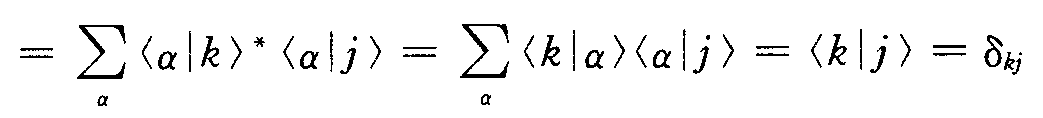 = ∑_α ⟨α|k⟩* ⟨α|j⟩ = ∑_α ⟨k|α⟩⟨α|j⟩ = ⟨k|j⟩ = δ_kj